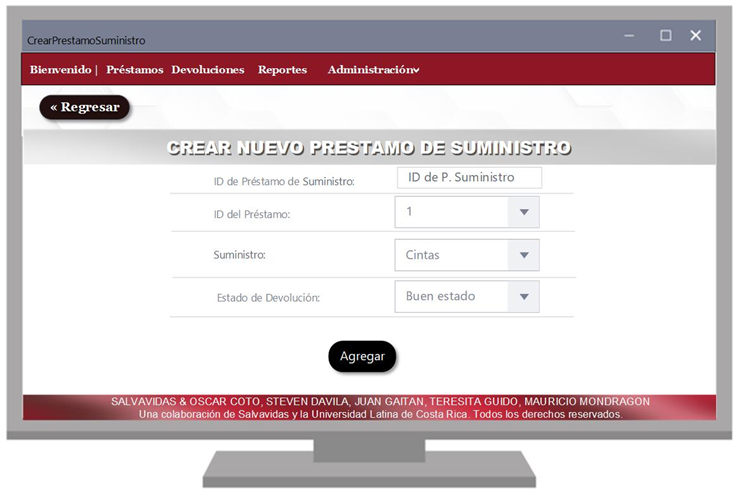 CrearPrestamoSuministro
Bienvenido | Préstamos Devoluciones Reportes Administración
« Regresar
CREAR NUEVO PRESTAMO DE SUMINISTRO
ID de Préstamo de Suministro: ID de P. Suministro
ID del Préstamo: 1
Suministro: Cintas
Estado de Devolución: Buen estado
Agregar
SALVAVIDAS & OSCAR COTO, STEVEN DAVILA, JUAN GAITAN, TERESITA GUIDO, MAURICIO MONDRAGON
Una colaboración de Salvavidas y la Universidad Latina de Costa Rica. Todos los derechos reservados.